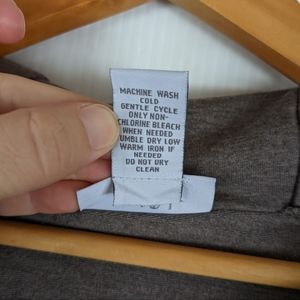 MACHINE WASH
COLD
GENTLE CYCLE
ONLY NON-
CHLORINE BLEACH
WHEN NEEDED
UMBLE DRY LOW
WARM IRON IF
NEEDED
DO NOT DRY
CLEAN